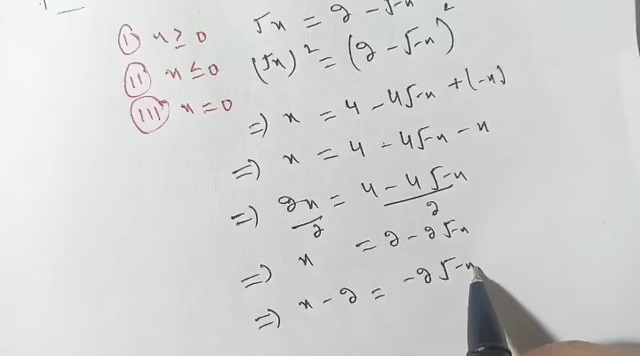 √x = 2 - √-x
(√x)² = (2 - √-x)²
(i) x ≥ 0
(ii) x ≤ 0
(iii) x = 0
=> x = 4 - 4√-x + (-x)
=> x = 4 - 4√-x - x
=> 2x/2 = (4 - 4√-x)/2
=> x = 2 - 2√-x
=> x - 2 = -2√-x